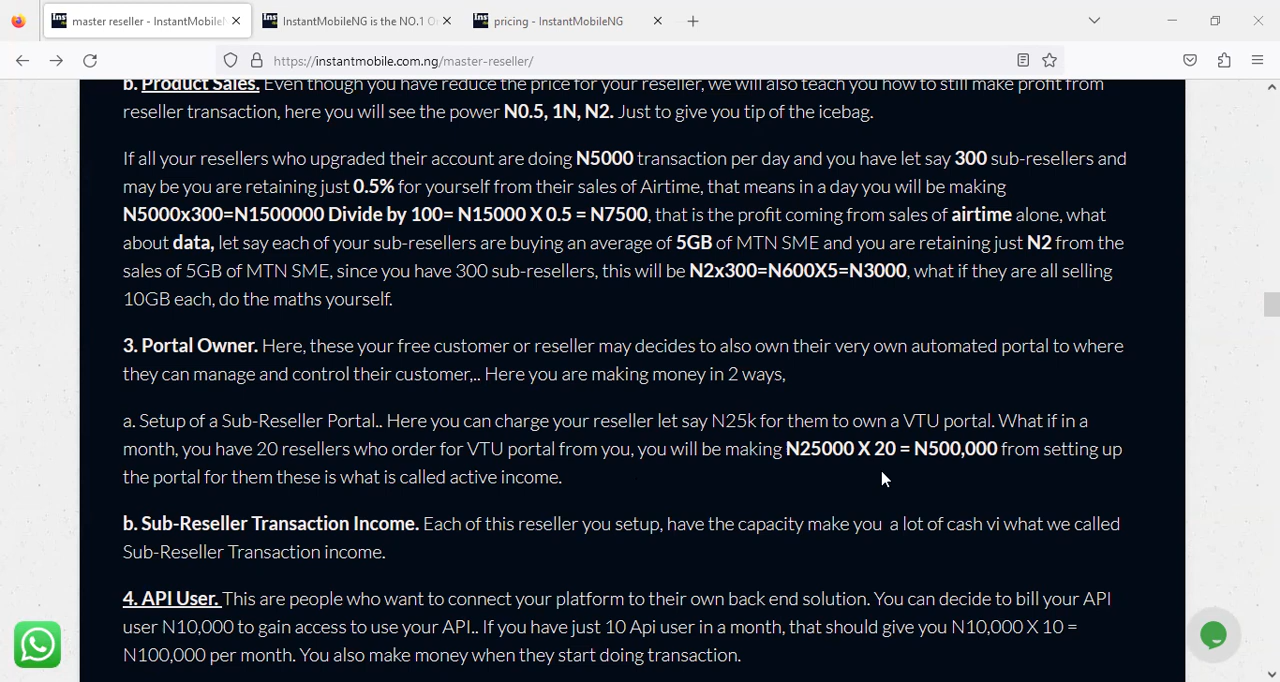 master reseller - InstantMobileN
InstantMobileNG is the NO.1 O
pricing - InstantMobileNG
https://instantmobile.com.ng/master-reseller/
b. Product Sales. Even though you have reduce the price for your reseller, we will also teach you how to still make profit from
reseller transaction, here you will see the power N0.5, 1N, N2. Just to give you tip of the icebag.
If all your resellers who upgraded their account are doing N5000 transaction per day and you have let say 300 sub-resellers and
may be you are retaining just 0.5% for yourself from their sales of Airtime, that means in a day you will be making
N5000x300=N1500000 Divide by 100= N15000 X 0.5 = N7500, that is the profit coming from sales of airtime alone, what
about data, let say each of your sub-resellers are buying an average of 5GB of MTN SME and you are retaining just N2 from the
sales of 5GB of MTN SME, since you have 300 sub-resellers, this will be N2x300=N600X5=N3000, what if they are all selling
10GB each, do the maths yourself.
3. Portal Owner. Here, these your free customer or reseller may decides to also own their very own automated portal to where
they can manage and control their customer,.. Here you are making money in 2 ways,
a. Setup of a Sub-Reseller Portal.. Here you can charge your reseller let say N25k for them to own a VTU portal. What if in a
month, you have 20 resellers who order for VTU portal from you, you will be making N25000 X 20 = N500,000 from setting up
the portal for them these is what is called active income.
b. Sub-Reseller Transaction Income. Each of this reseller you setup, have the capacity make you  a lot of cash vi what we called
Sub-Reseller Transaction income.
4. API User. This are people who want to connect your platform to their own back end solution. You can decide to bill your API
user N10,000 to gain access to use your API.. If you have just 10 Api user in a month, that should give you N10,000 X 10 =
N100,000 per month. You also make money when they start doing transaction.